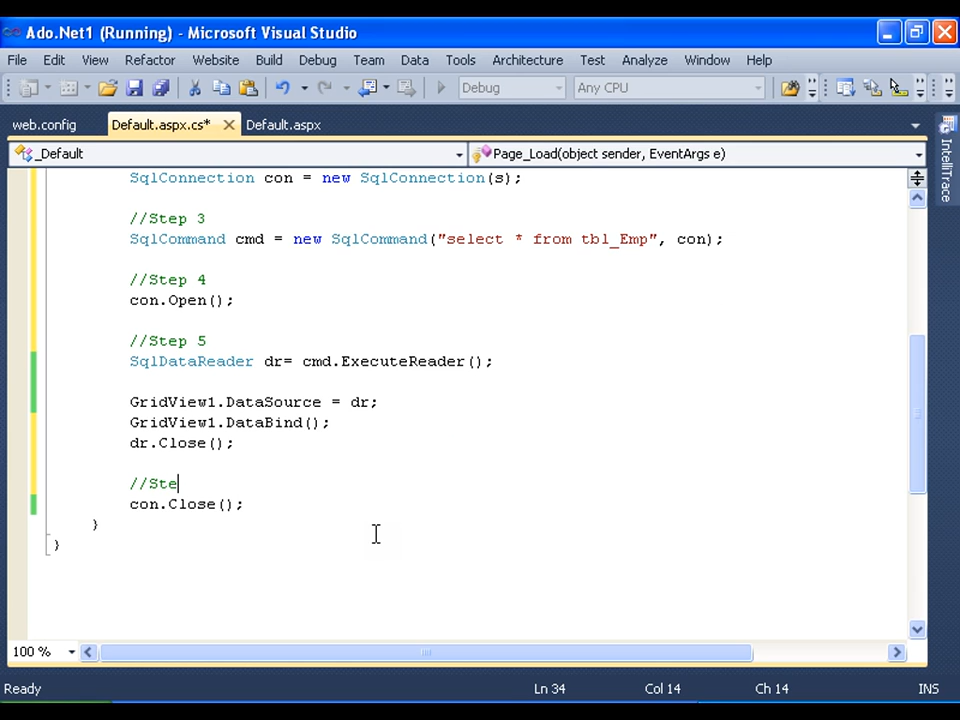 Ado.Net1 (Running) - Microsoft Visual Studio
File Edit View Refactor Website Build Debug Team Data Tools Architecture Test Analyze Window Help
Debug Any CPU
web.config Default.aspx.cs* Default.aspx
_Default Page_Load(object sender, EventArgs e)
IntelliTrace
SqlConnection con = new SqlConnection(s);
//Step 3
SqlCommand cmd = new SqlCommand("select * from tbl_Emp", con);
//Step 4
con.Open();
//Step 5
SqlDataReader dr= cmd.ExecuteReader();
GridView1.DataSource = dr;
GridView1.DataBind();
dr.Close();
//Ste
con.Close();
}
}
100 %
Ready Ln 34 Col 14 Ch 14 INS